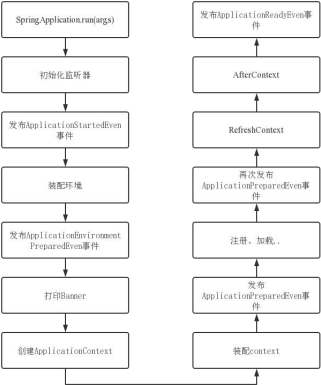 SpringApplication.run(args)
初始化监听器
发布ApplicationStartedEven
事件
装配环境
发布ApplicationEnvironment
PreparedEven事件
打印Banner
创建ApplicationContext
装配context
发布
ApplicationPreparedEven事
件
注册、加载..
再次发布
ApplicationPreparedEven事
件
RefreshContext
AfterContext
发布ApplicationReadyEven事
件